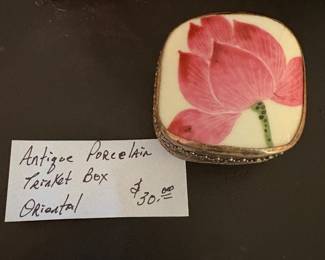 Antique Porcelain
Trinket Box
Oriental $30.00